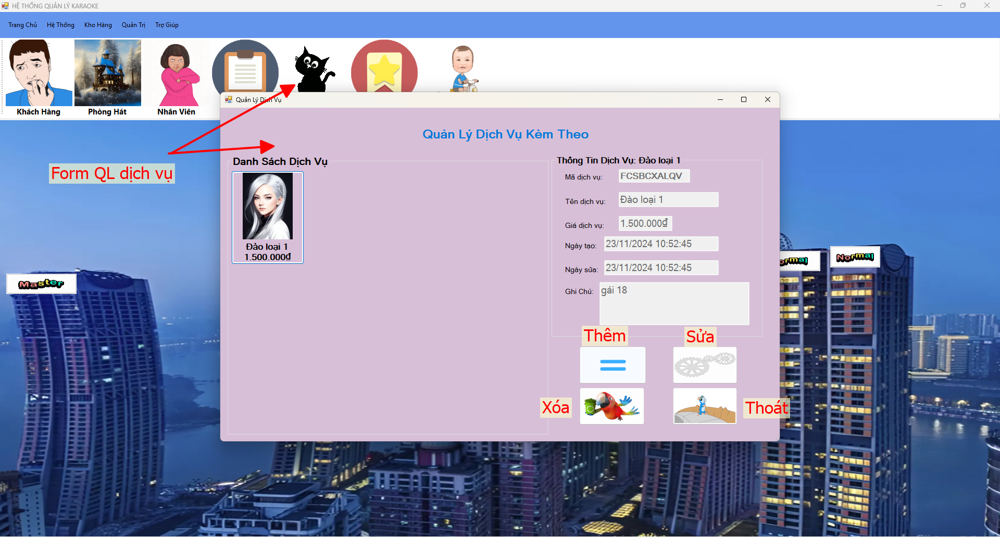 HỆ THỐNG QUẢN LÝ KARAOKE
Trang Chủ Hệ Thống Kho Hàng Quản Trị Trợ Giúp
Khách Hàng Phòng Hát Nhân Viên
Quản Lý Dịch Vụ
Quản Lý Dịch Vụ Kèm Theo
Form QL dịch vụ
Danh Sách Dịch Vụ
Đào loại 1
1.500.000₫
Thông Tin Dịch Vụ: Đào loại 1
Mã dịch vụ: FCSBCXALQV
Tên dịch vụ: Đào loại 1
Giá dịch vụ: 1.500.000₫
Ngày tạo: 23/11/2024 10:52:45
Ngày sửa: 23/11/2024 10:52:45
Ghi Chú: gái 18
Thêm Sửa
Xóa Thoát
Master
Normal